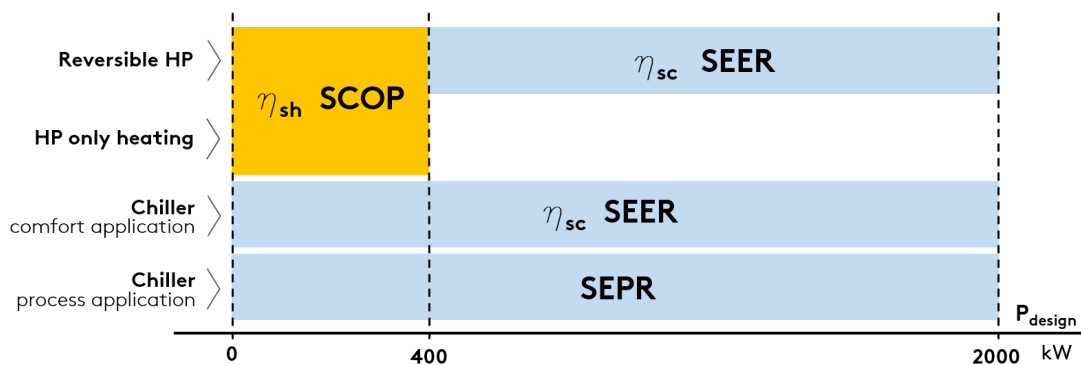 Reversible HP
ηsc SEER
ηsh SCOP
HP only heating
Chiller
comfort application
ηsc SEER
Chiller
process application
SEPR
Pdesign
0
400
2000
kW